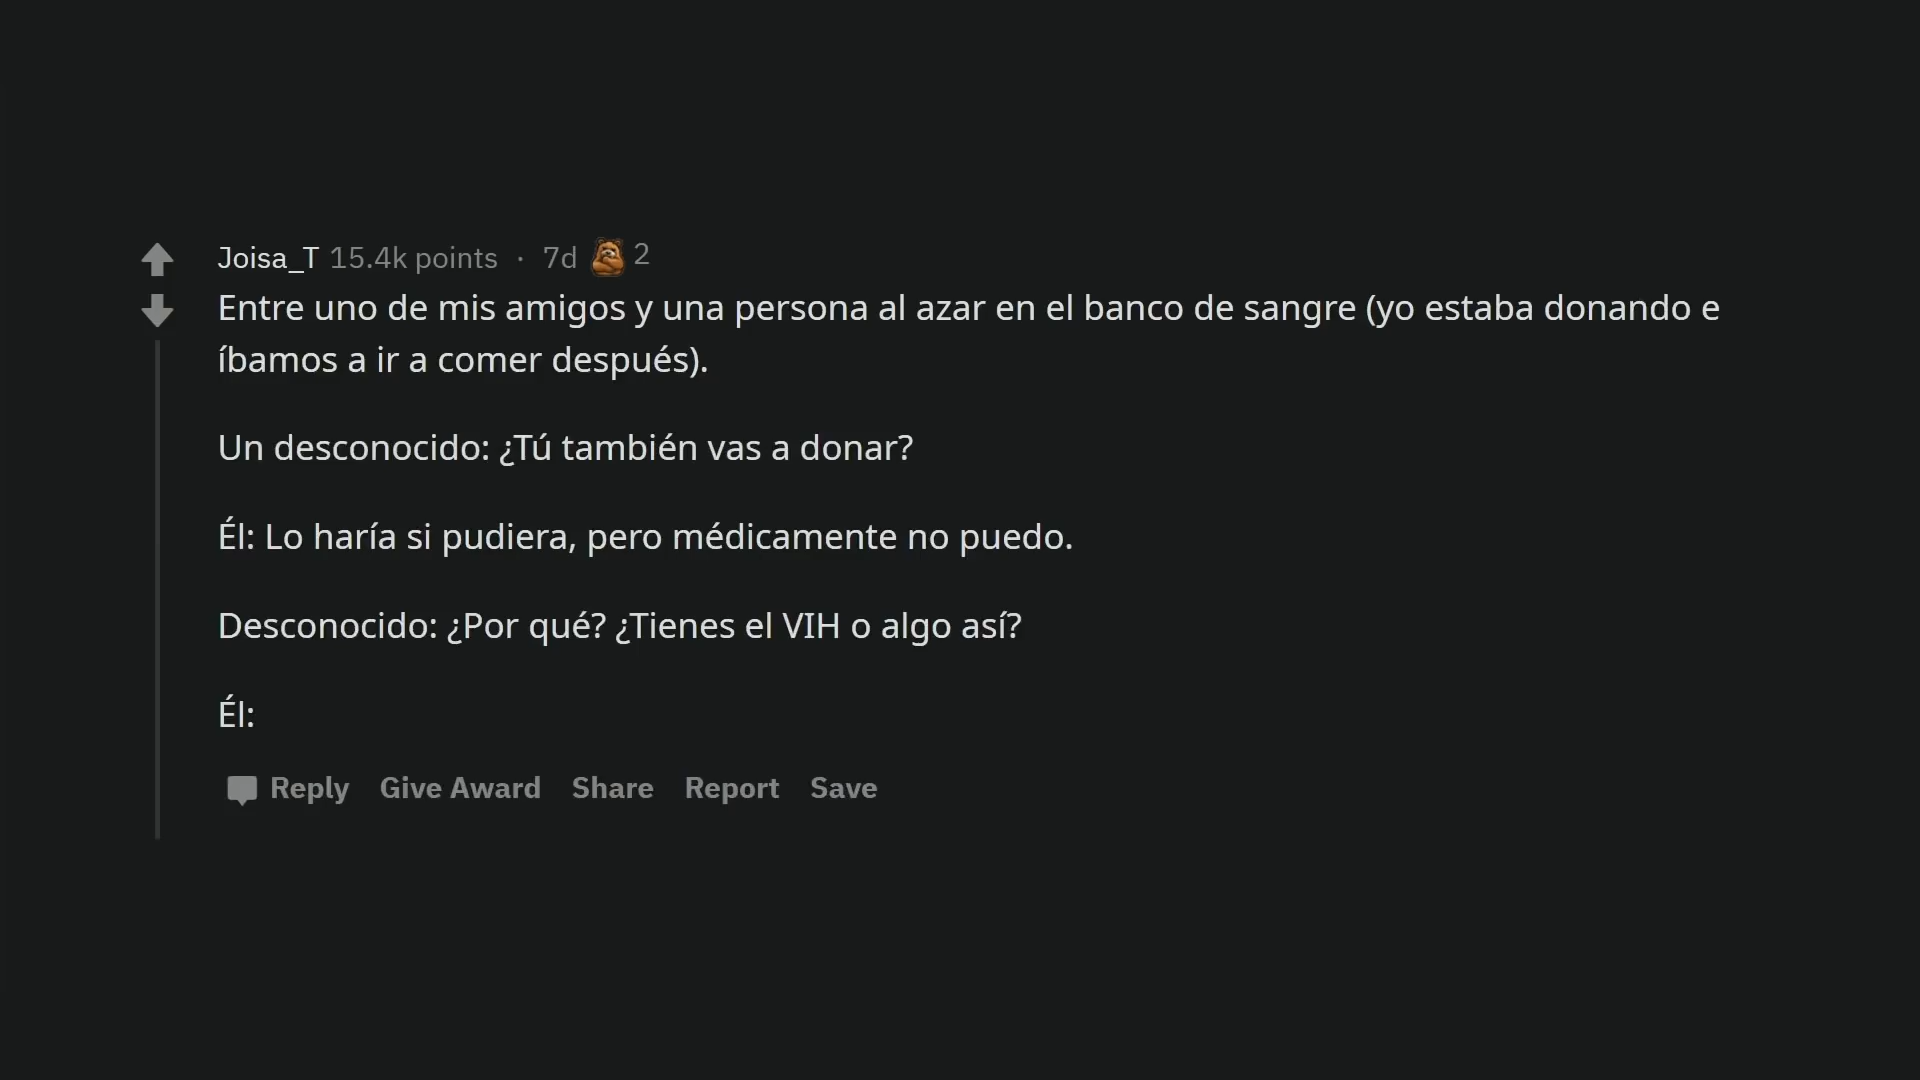 Joisa_T 15.4k points · 7d 2
Entre uno de mis amigos y una persona al azar en el banco de sangre (yo estaba donando e
íbamos a ir a comer después).
Un desconocido: ¿Tú también vas a donar?
Él: Lo haría si pudiera, pero médicamente no puedo.
Desconocido: ¿Por qué? ¿Tienes el VIH o algo así?
Él:
Reply Give Award Share Report Save